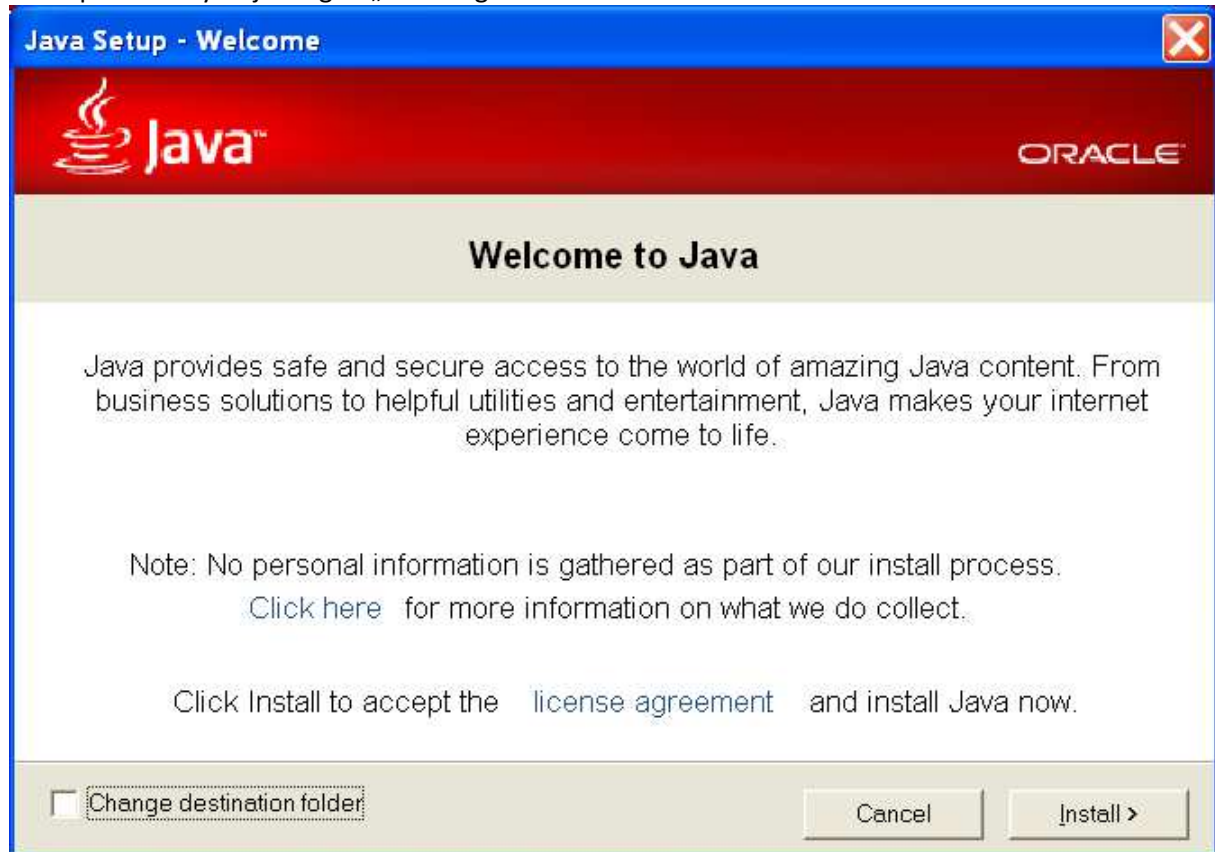 Java Setup - Welcome
Java™
ORACLE
Welcome to Java
Java provides safe and secure access to the world of amazing Java content. From
business solutions to helpful utilities and entertainment, Java makes your internet
experience come to life.
Note: No personal information is gathered as part of our install process.
Click here for more information on what we do collect.
Click Install to accept the license agreement and install Java now.
Change destination folder
Cancel
Install >